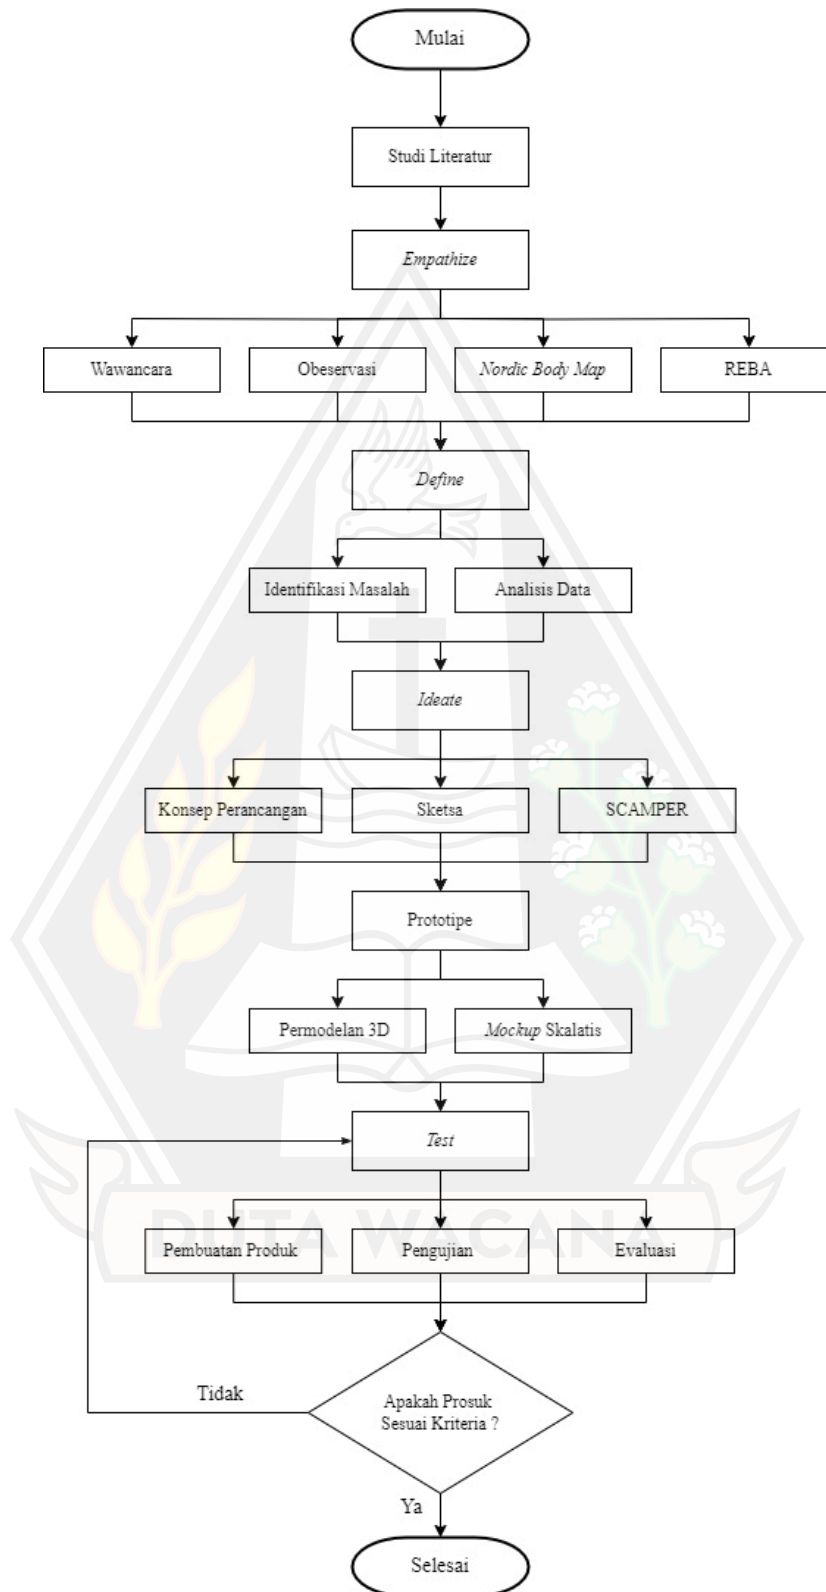 Mulai
Studi Literatur
Empathize
Wawancara
Obeservasi
Nordic Body Map
REBA
Define
Identifikasi Masalah
Analisis Data
Ideate
Konsep Perancangan
Sketsa
SCAMPER
Prototipe
Permodelan 3D
Mockup Skalatis
Test
DUTA WACANA
Pembuatan Produk
Pengujian
Evaluasi
Tidak
Apakah Prosuk
Sesuai Kriteria ?
Ya
Selesai